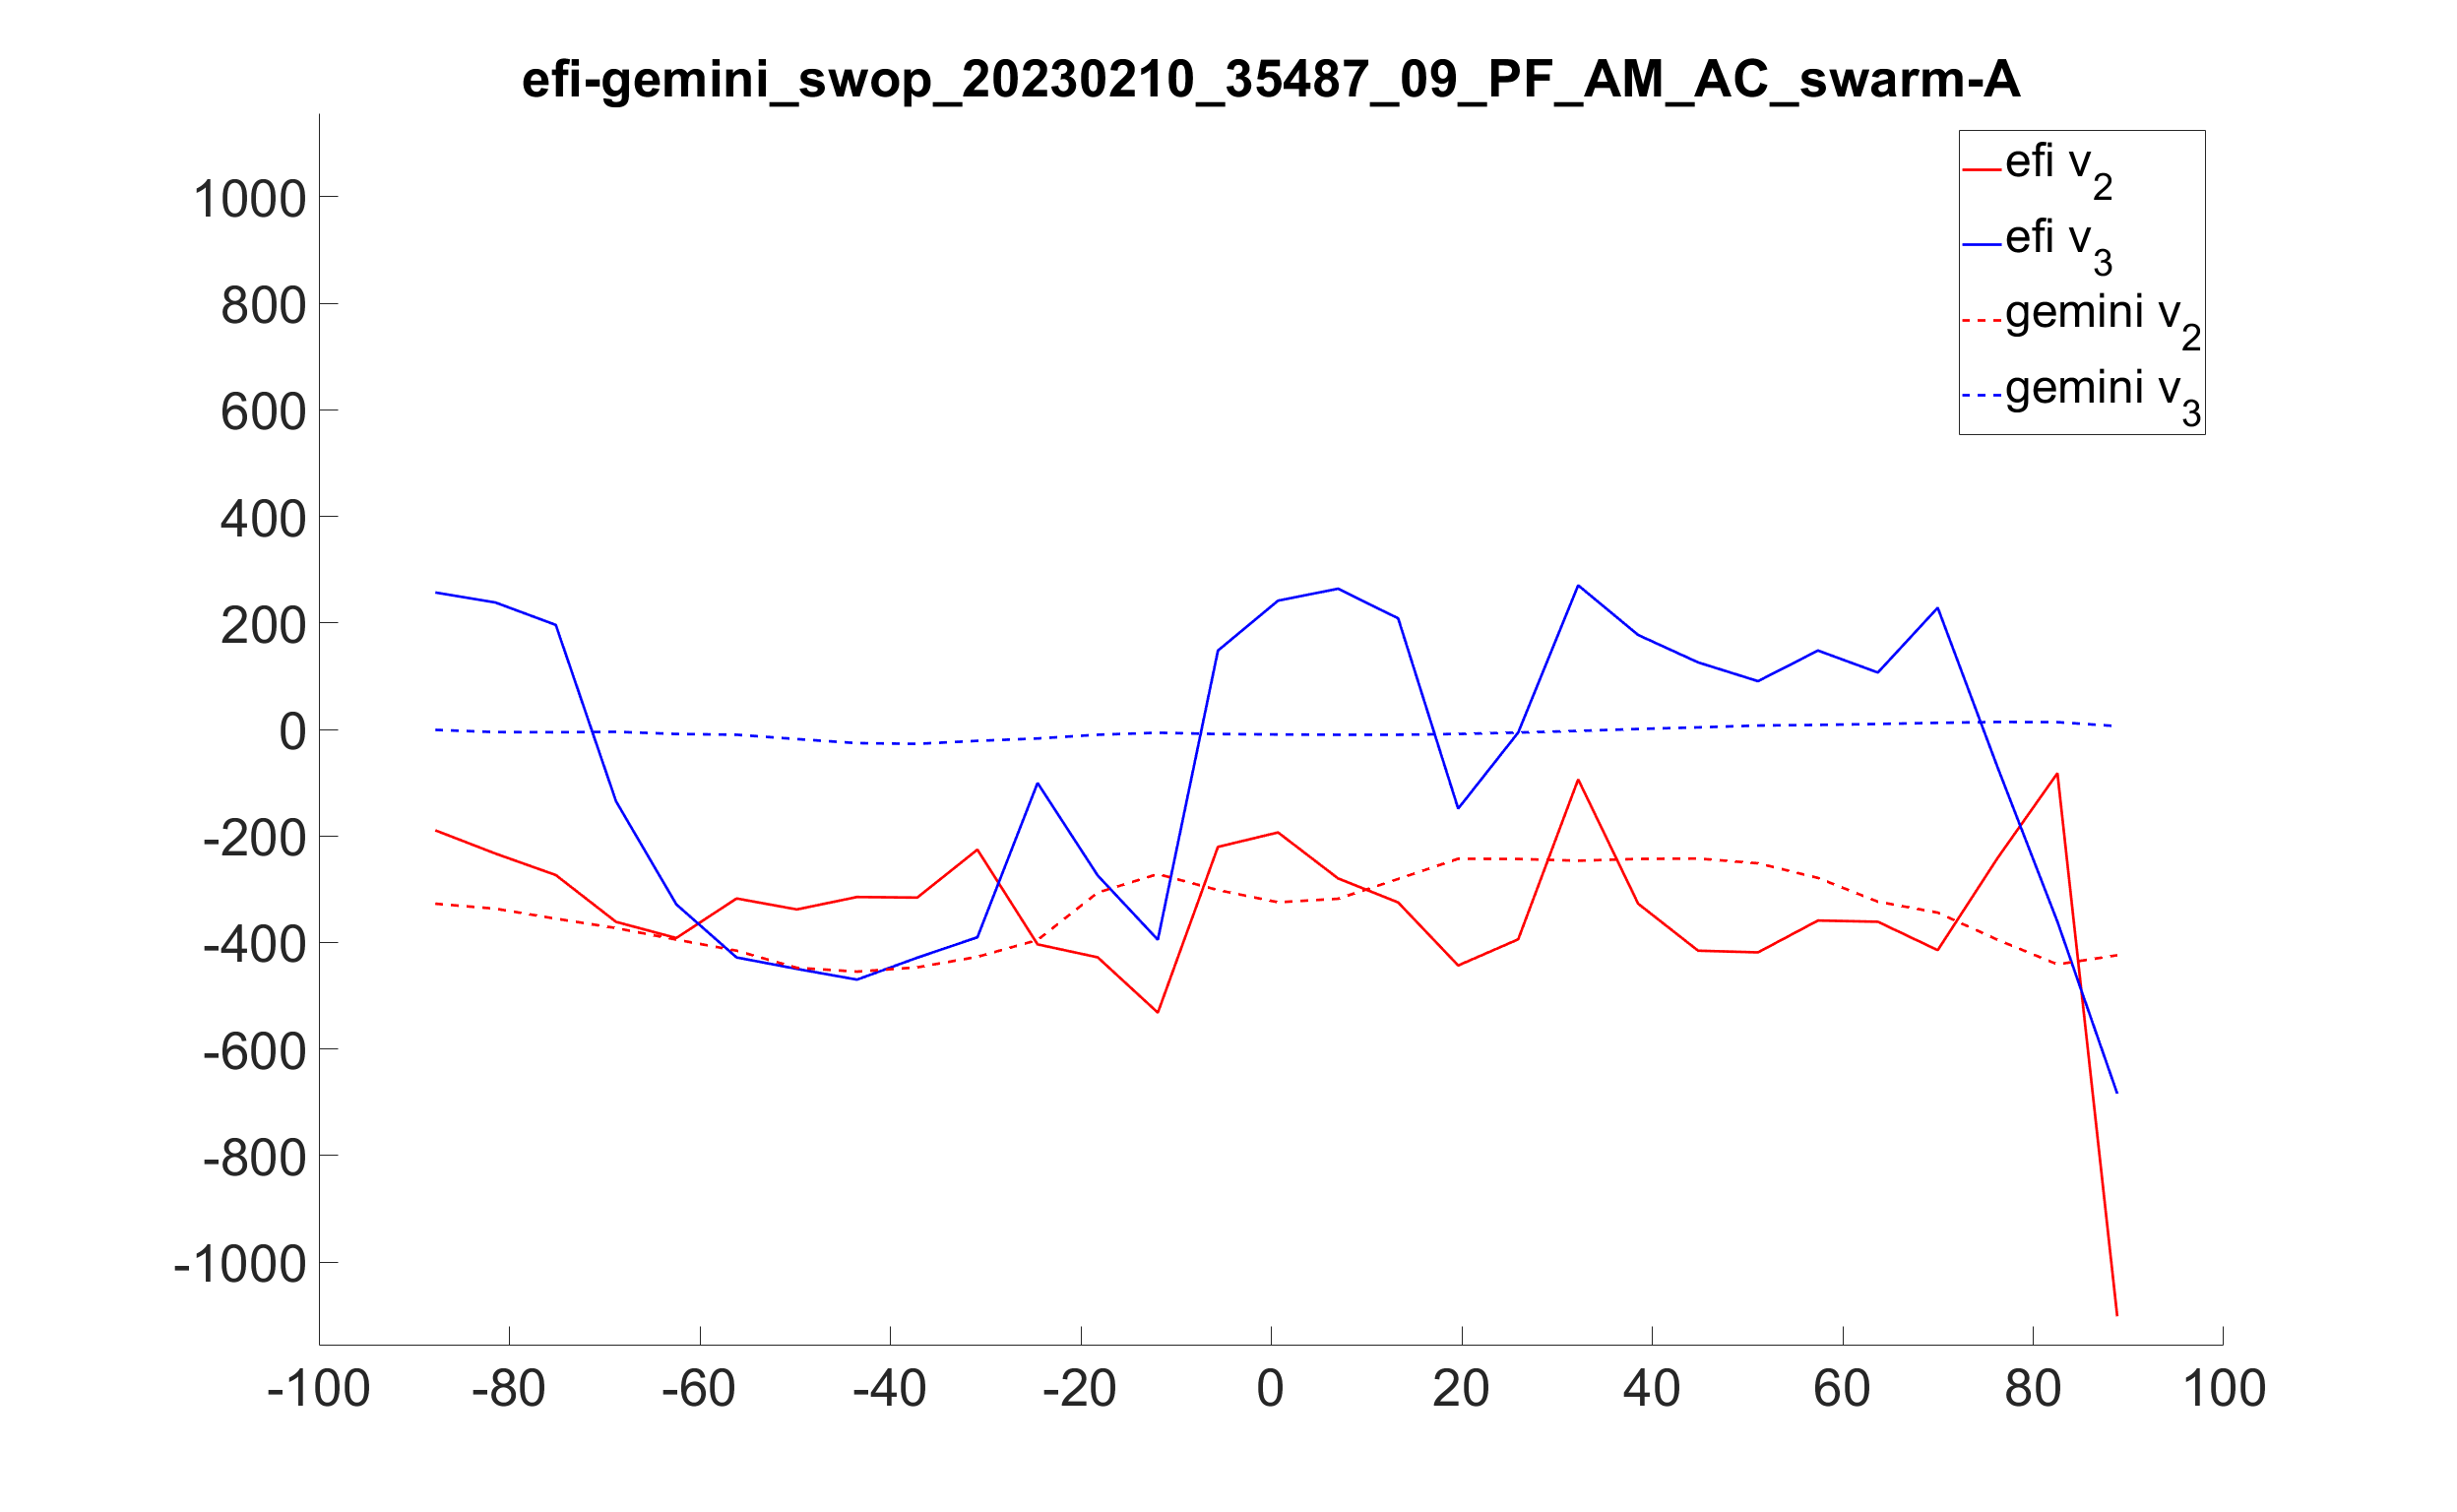 efi-gemini_swop_20230210_35487_09_PF_AM_AC_swarm-A
efi v2
efi v3
gemini v2
gemini v3
1000
800
600
400
200
0
-200
-400
-600
-800
-1000
-100 -80 -60 -40 -20 0 20 40 60 80 100